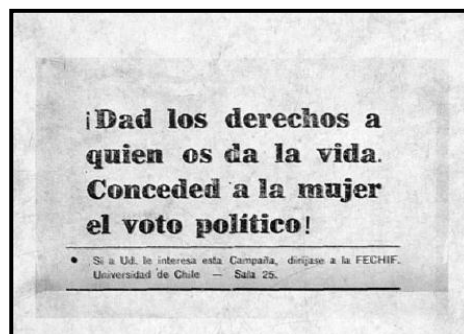 ¡Dad los derechos a
quien os da la vida.
Conceded a la mujer
el voto político!
• Si a Ud. le interesa esta Campaña, diríjase a la FECHIF.
Universidad de Chile — Sala 25.